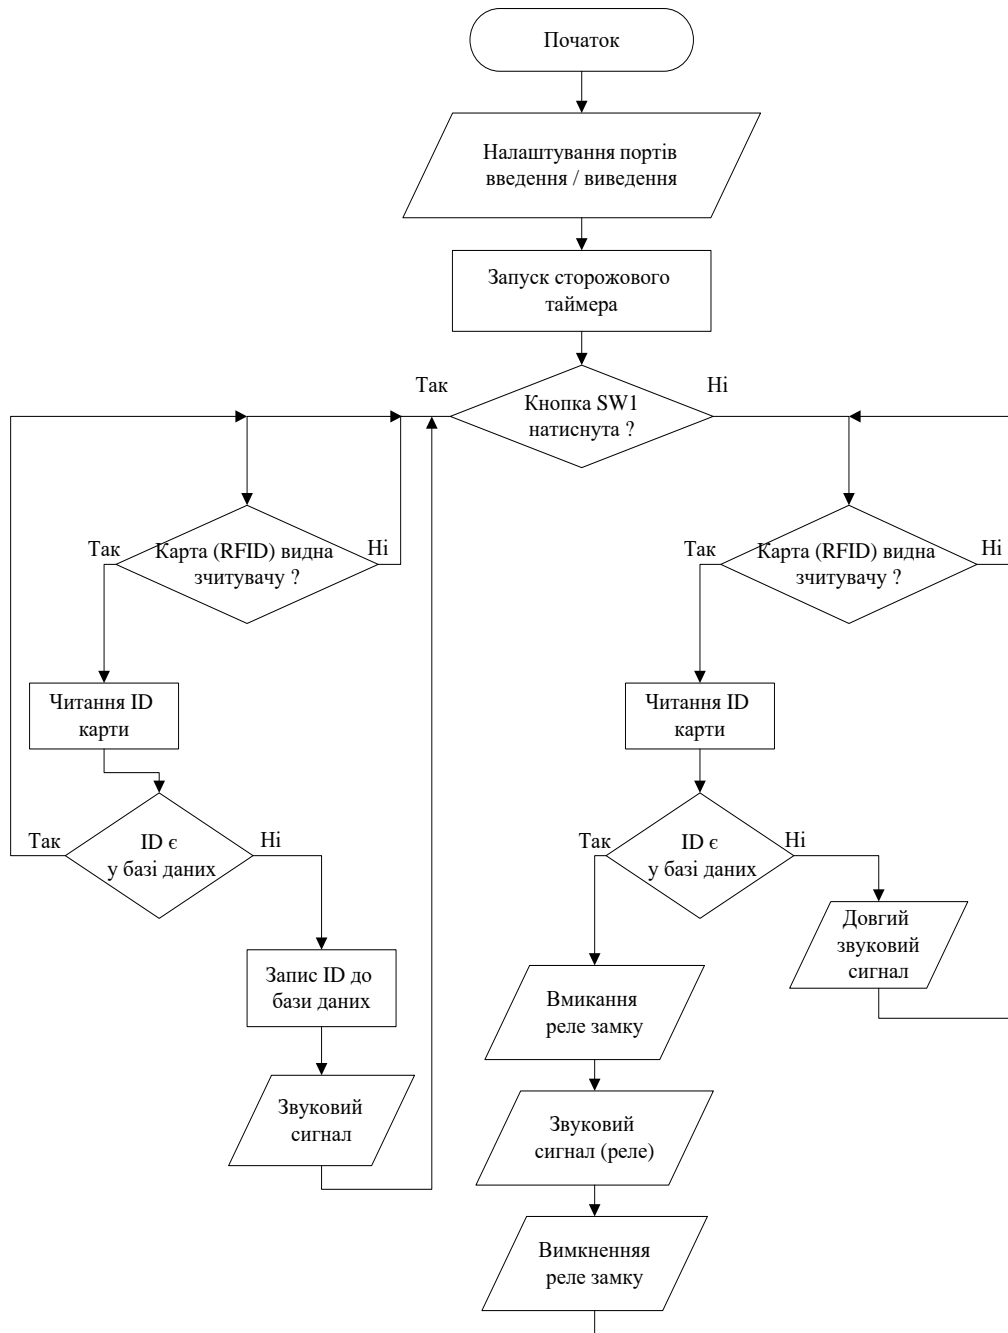 Початок
Налаштування портів
введення / виведення
Запуск сторожового
таймера
Так
Ні
Кнопка SW1
натиснута ?
Так
Карта (RFID) видна
зчитувачу ?
Ні
Так
Карта (RFID) видна
зчитувачу ?
Ні
Читання ID
карти
Читання ID
карти
Так
ID є
у базі даних
Ні
Так
ID є
у базі даних
Ні
Довгий
звуковий
сигнал
Запис ID до
бази даних
Вмикання
реле замку
Звуковий
сигнал
Звуковий
сигнал (реле)
Вимкненняя
реле замку